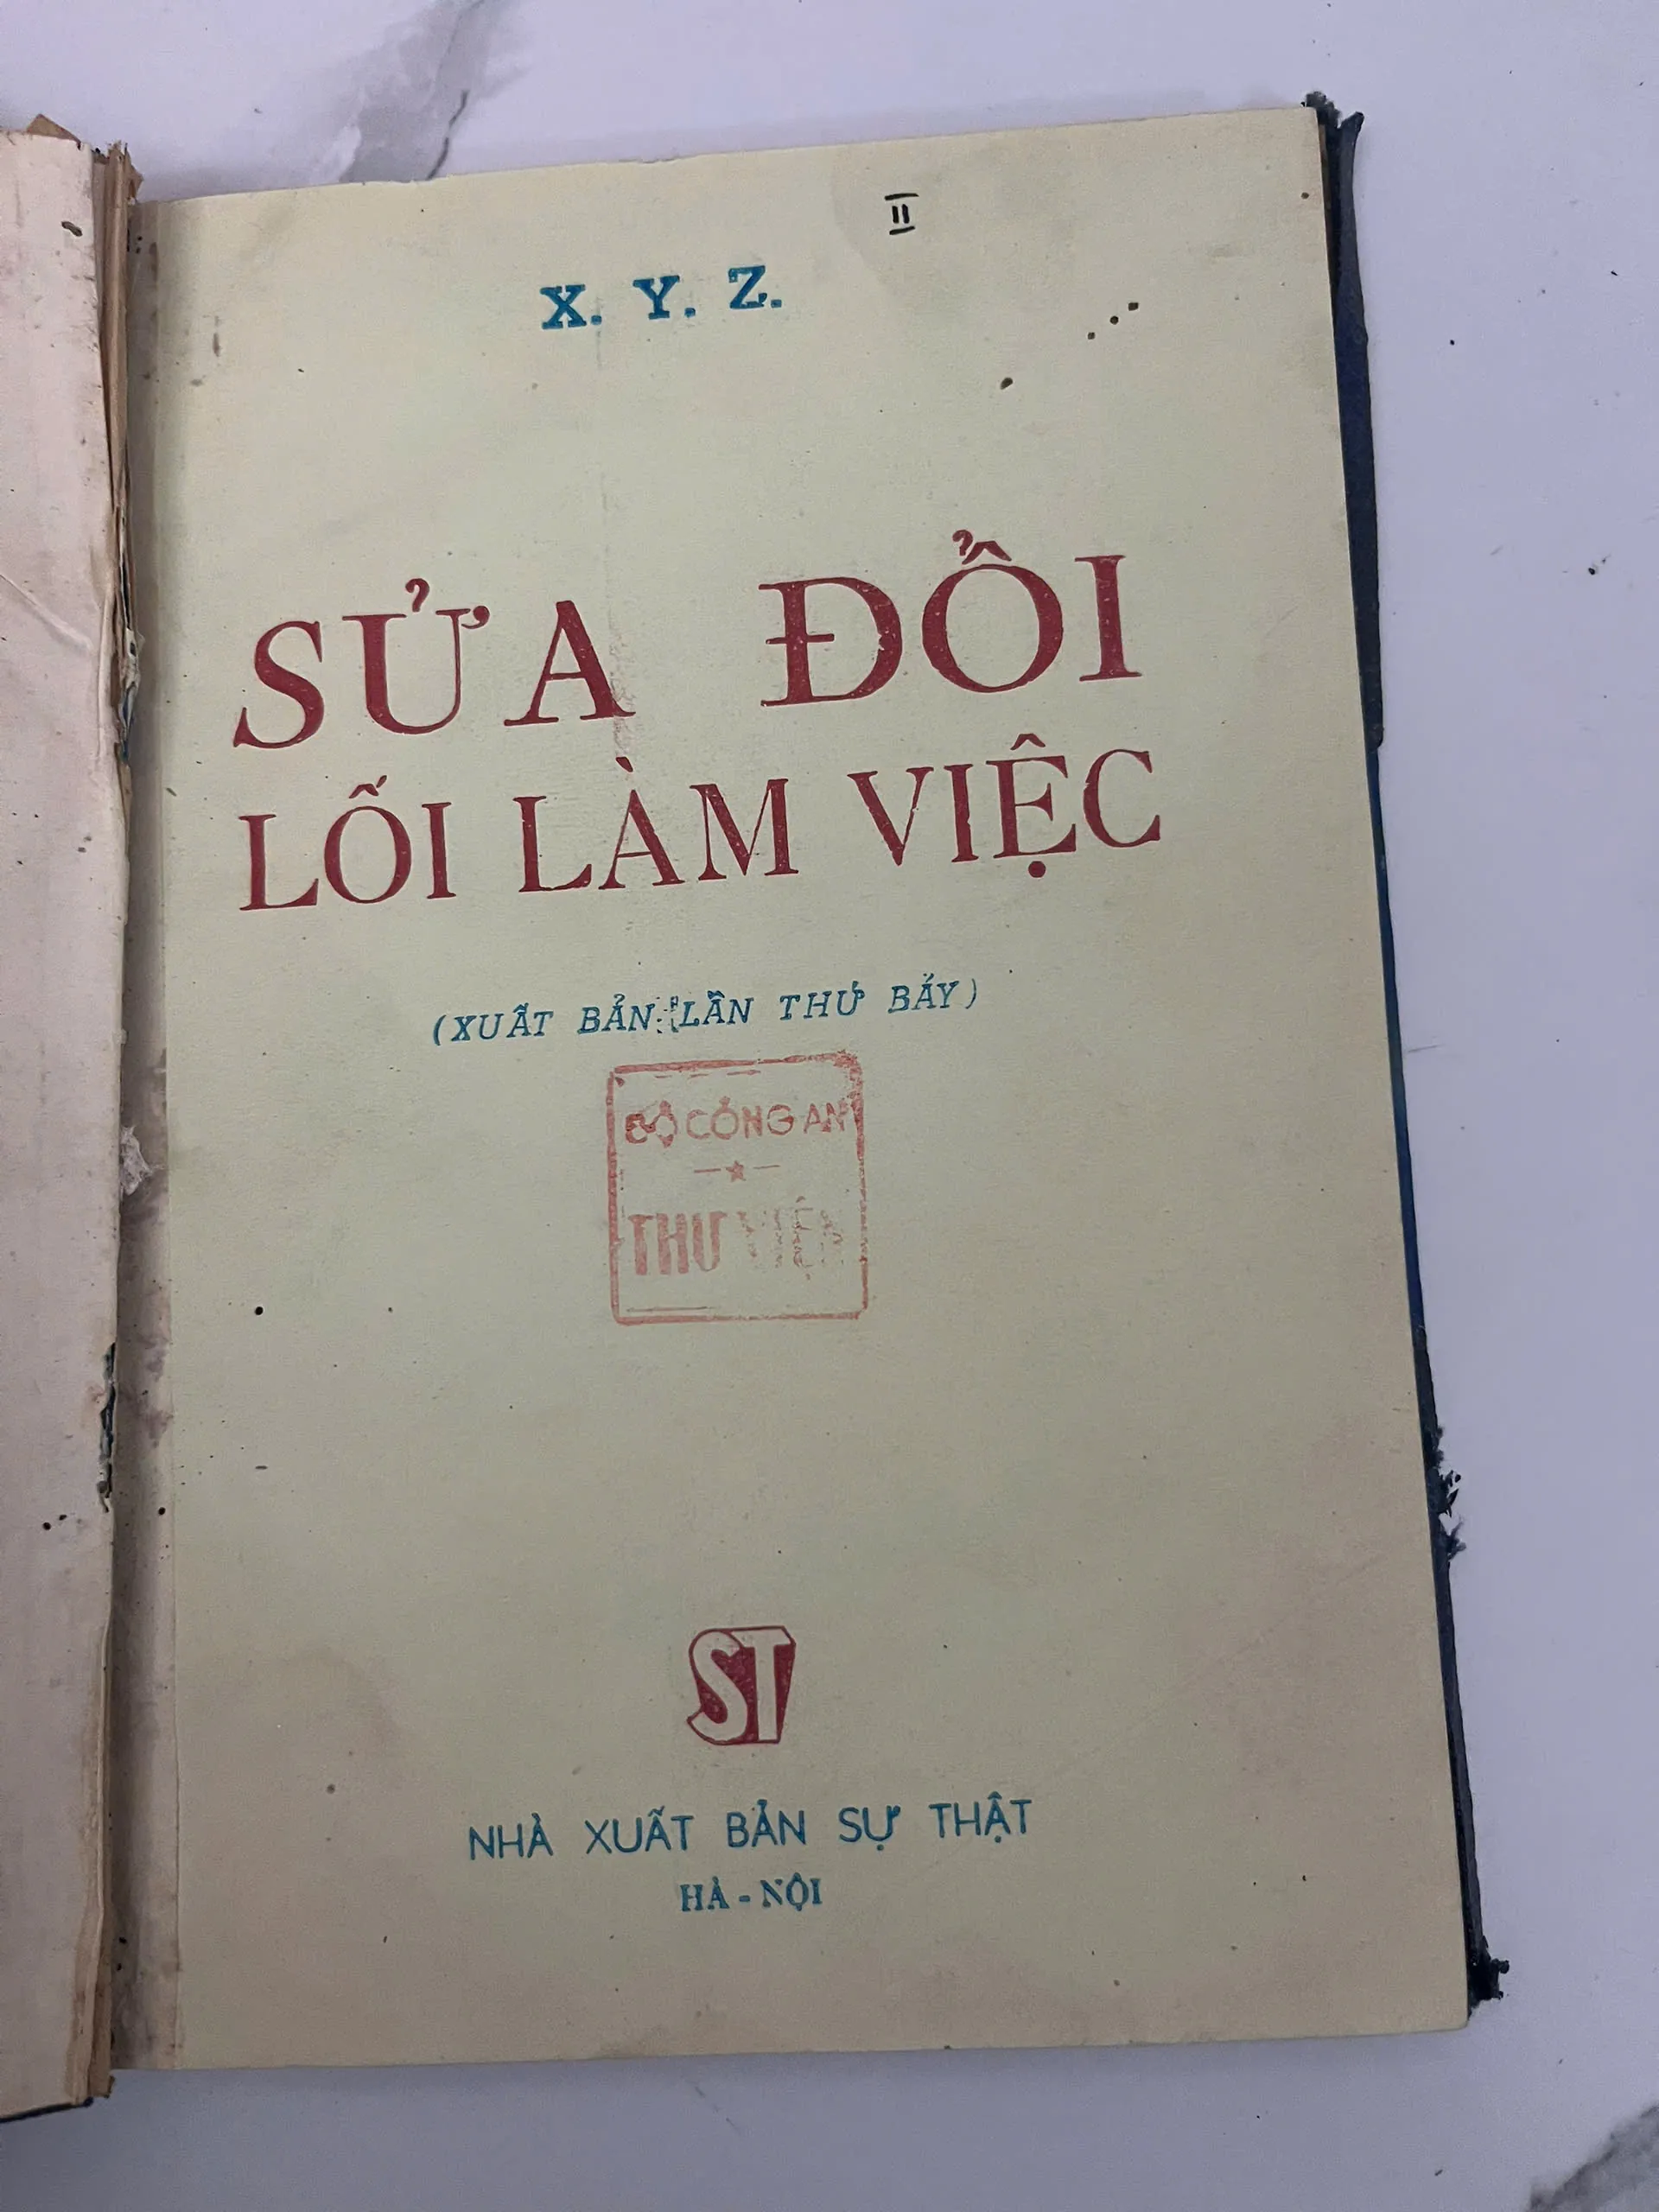 II
X. Y. Z.
SỬA ĐỔI
LỐI LÀM VIỆC
(XUẤT BẢN LẦN THỨ BẢY)
BỘ CÔNG AN
THƯ VIỆN
ST
NHÀ XUẤT BẢN SỰ THẬT
HÀ - NỘI